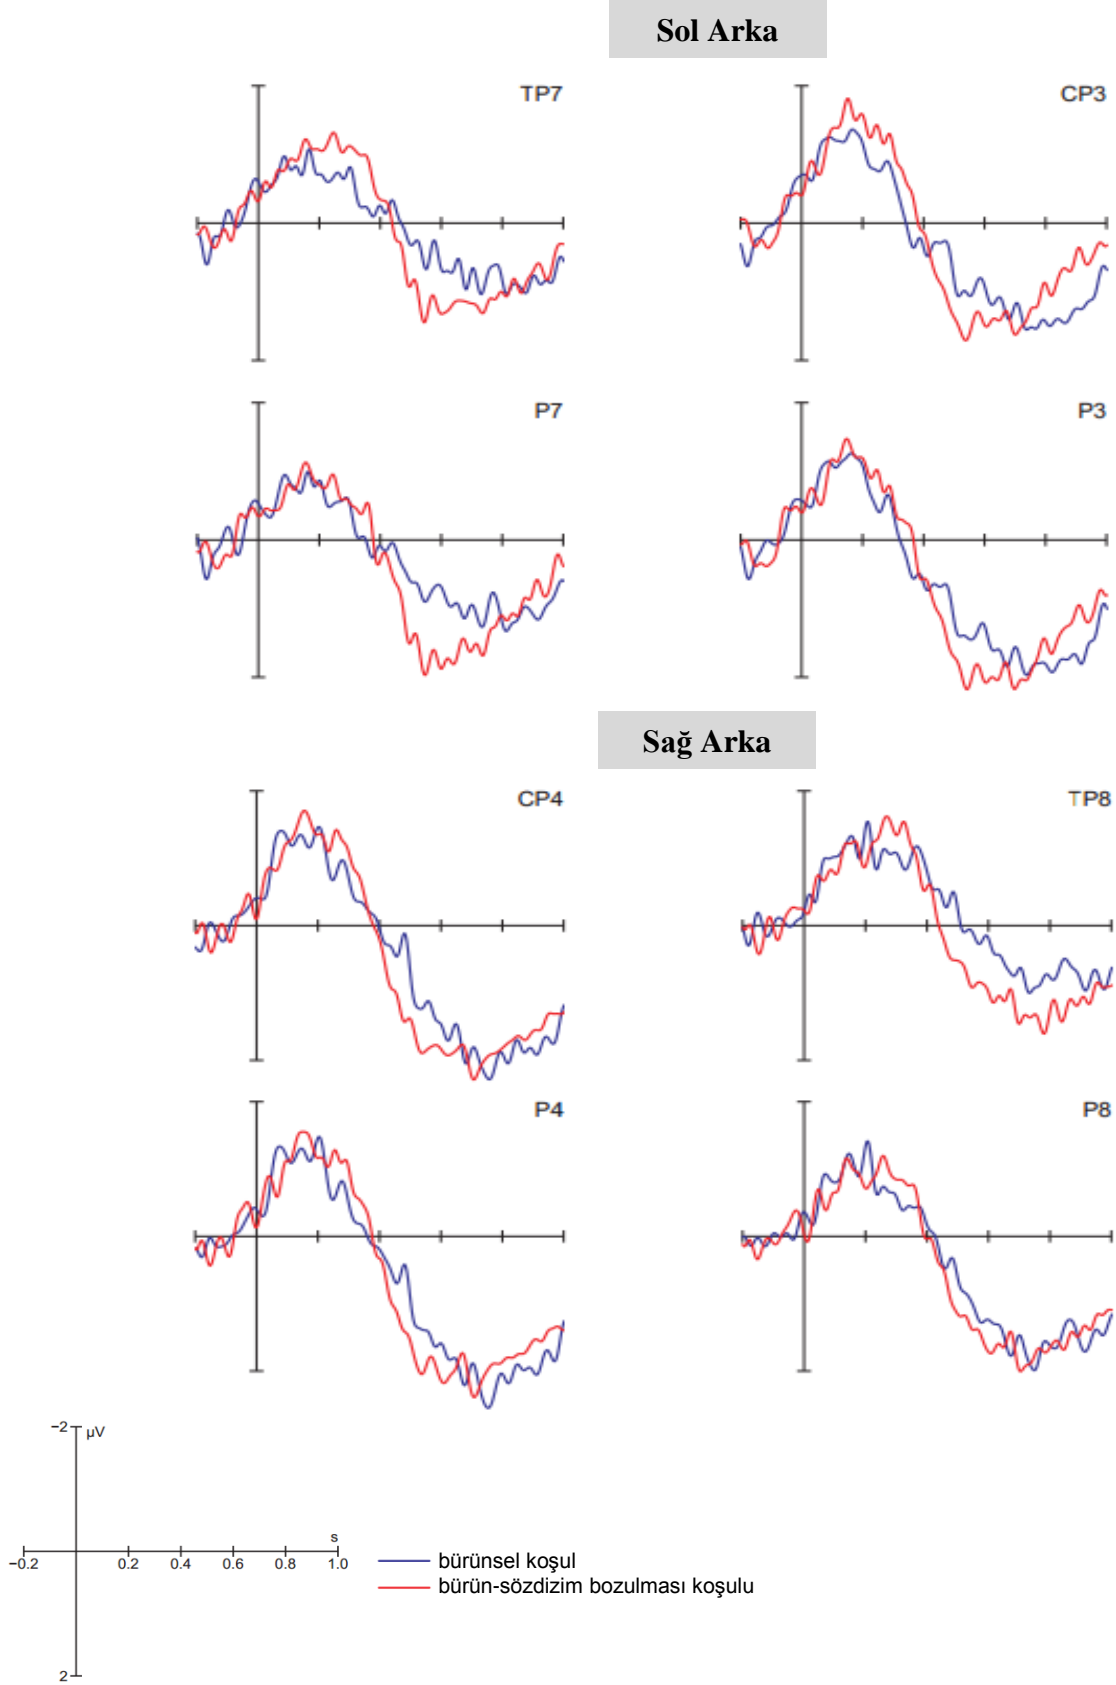 Sol Arka
TP7
CP3
P7
P3
Sağ Arka
CP4
TP8
P4
P8
−2
µV
s
−0.2 0.2 0.4 0.6 0.8 1.0
2
bürünsel koşul
bürün-sözdizim bozulması koşulu